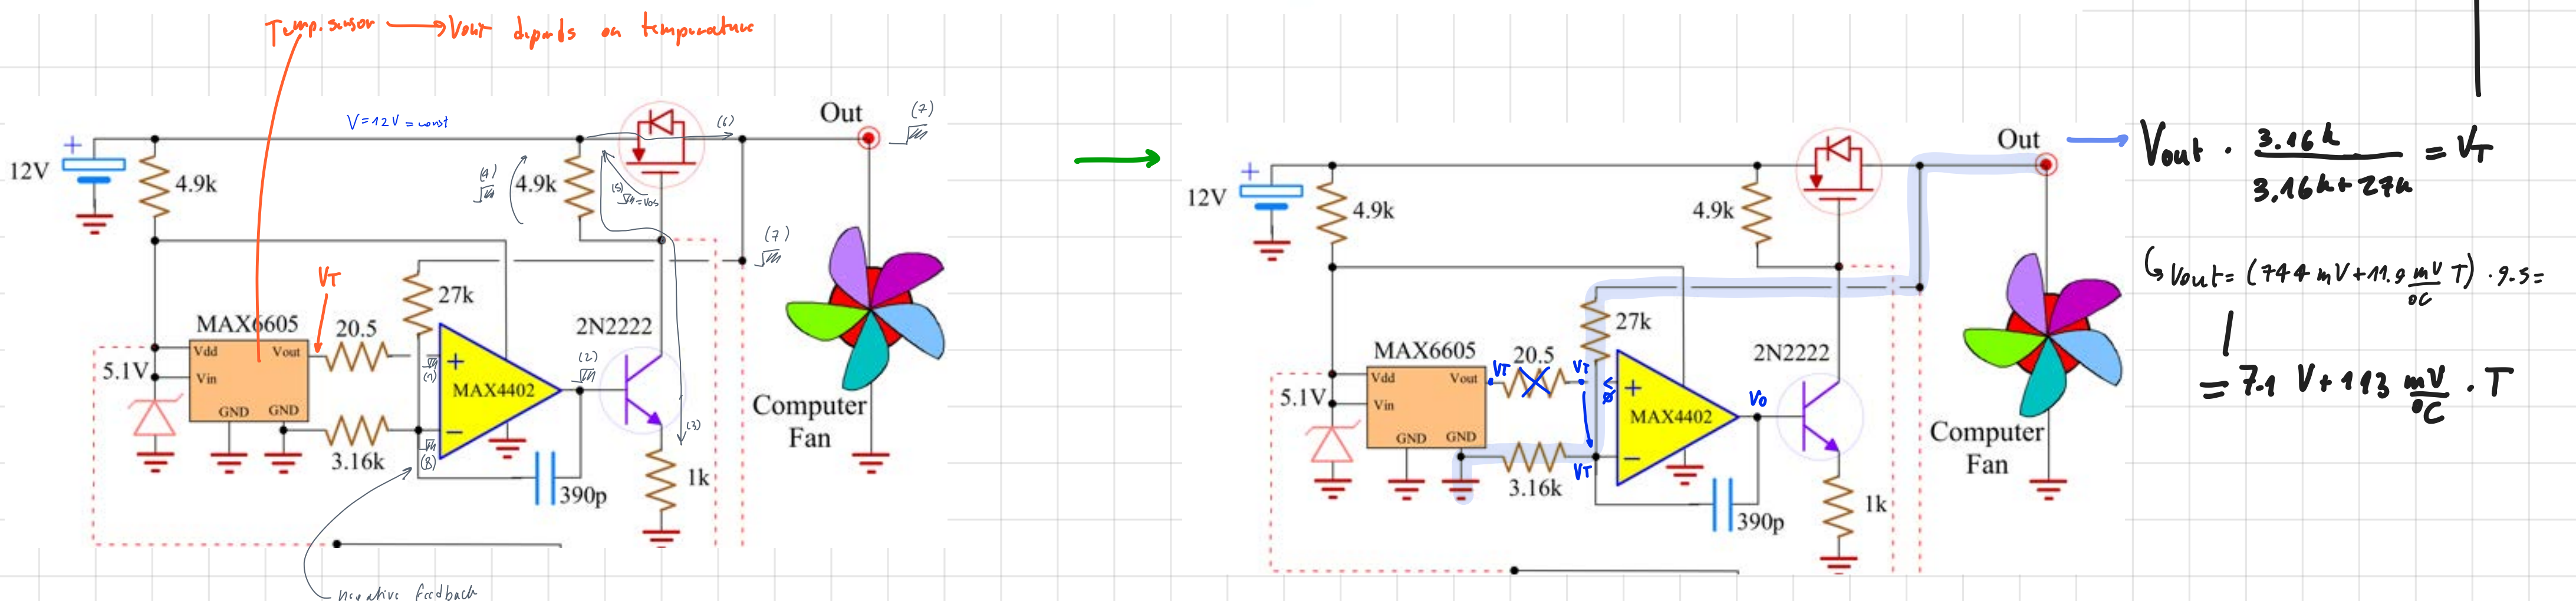 Temp. sensor → Vout depends on temperature
V=12V=const
(6)
Out
(7)
12V
4.9k
(4)
4.9k
(5)
=VGS
(7)
VT
27k
MAX6605
20.5
2N2222
Vdd
Vout
5.1V
Vin
+
(1)
MAX4402
(2)
GND
GND
−
(8)
3.16k
(3)
Computer
Fan
390p
1k
negative feedback
Out
12V
4.9k
4.9k
27k
MAX6605
20.5
2N2222
Vdd
Vout
VT
VT
5.1V
Vin
+
MAX4402
Vo
GND
GND
−
VT
3.16k
Computer
Fan
390p
1k
Vout · 3.16k / 3.16k+27k = VT
Vout = (744 mV + 11.9 mV/°C T) · 9.5 =
= 7.1 V + 113 mV/°C · T